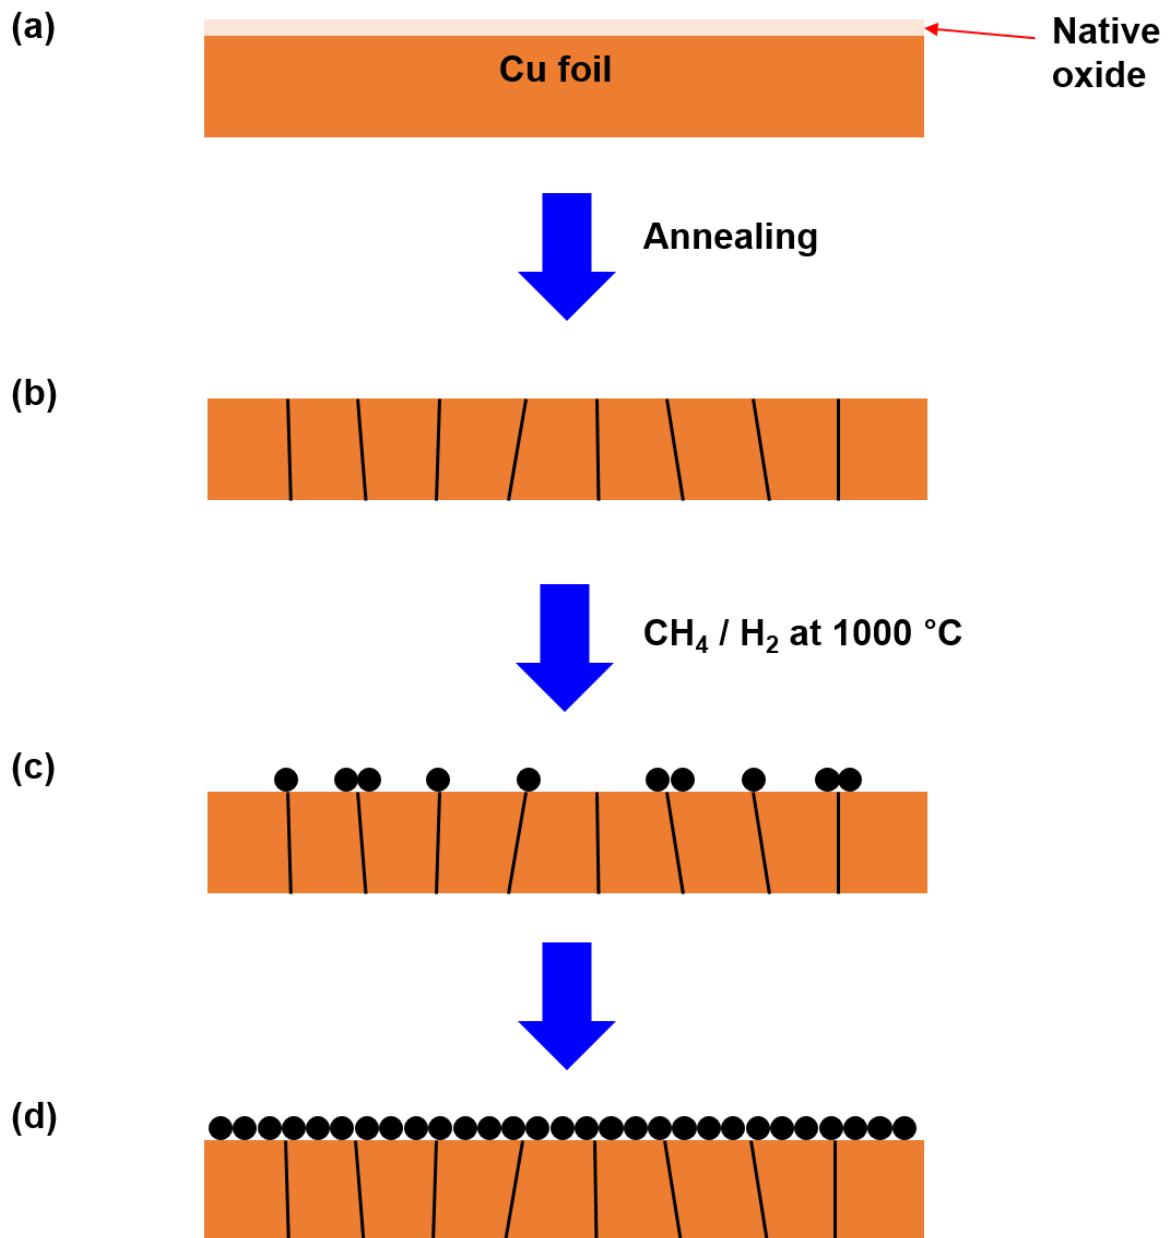 (a)
Native
oxide
Cu foil
Annealing
(b)
CH₄ / H₂ at 1000 °C
(c)
(d)